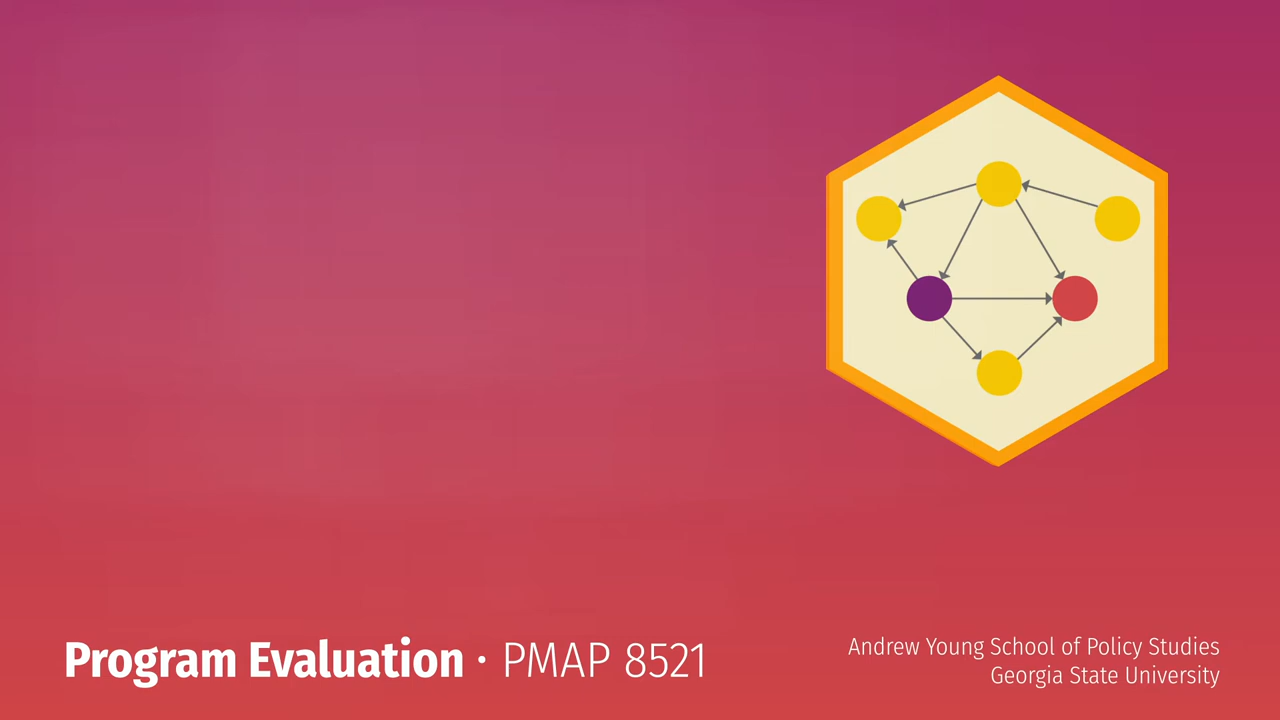 Program Evaluation · PMAP 8521
Andrew Young School of Policy Studies
Georgia State University